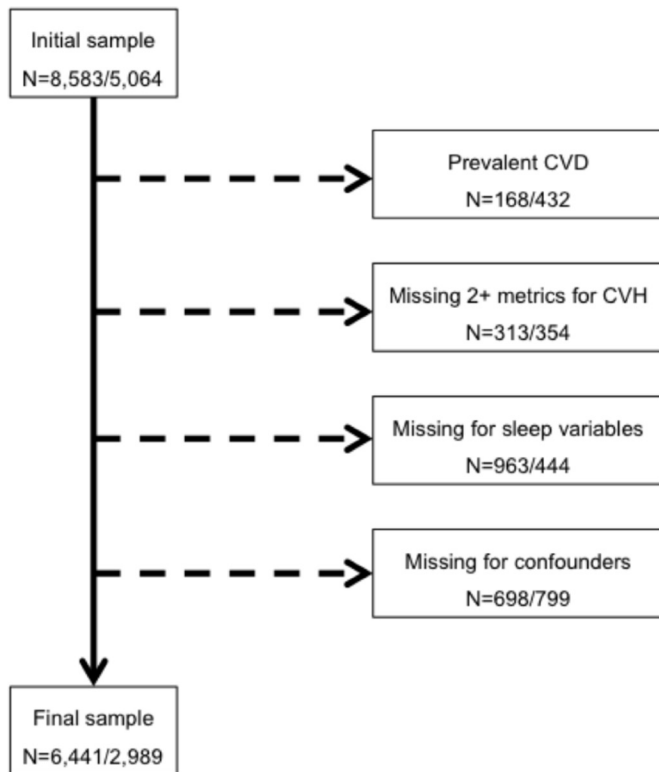 Initial sample
N=8,583/5,064
Prevalent CVD
N=168/432
Missing 2+ metrics for CVH
N=313/354
Missing for sleep variables
N=963/444
Missing for confounders
N=698/799
Final sample
N=6,441/2,989